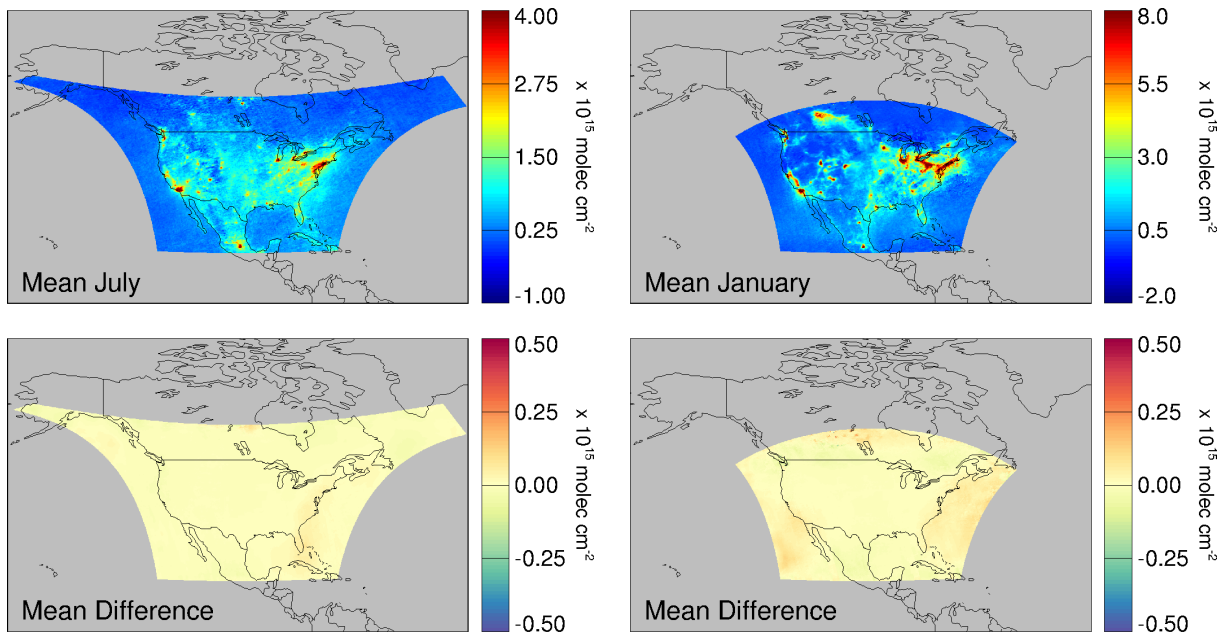 4.00
2.75
1.50
0.25
-1.00
x 10¹⁵ molec cm⁻²
Mean July
8.0
5.5
3.0
0.5
-2.0
x 10¹⁵ molec cm⁻²
Mean January
0.50
0.25
0.00
-0.25
-0.50
x 10¹⁵ molec cm⁻²
Mean Difference
0.50
0.25
0.00
-0.25
-0.50
x 10¹⁵ molec cm⁻²
Mean Difference